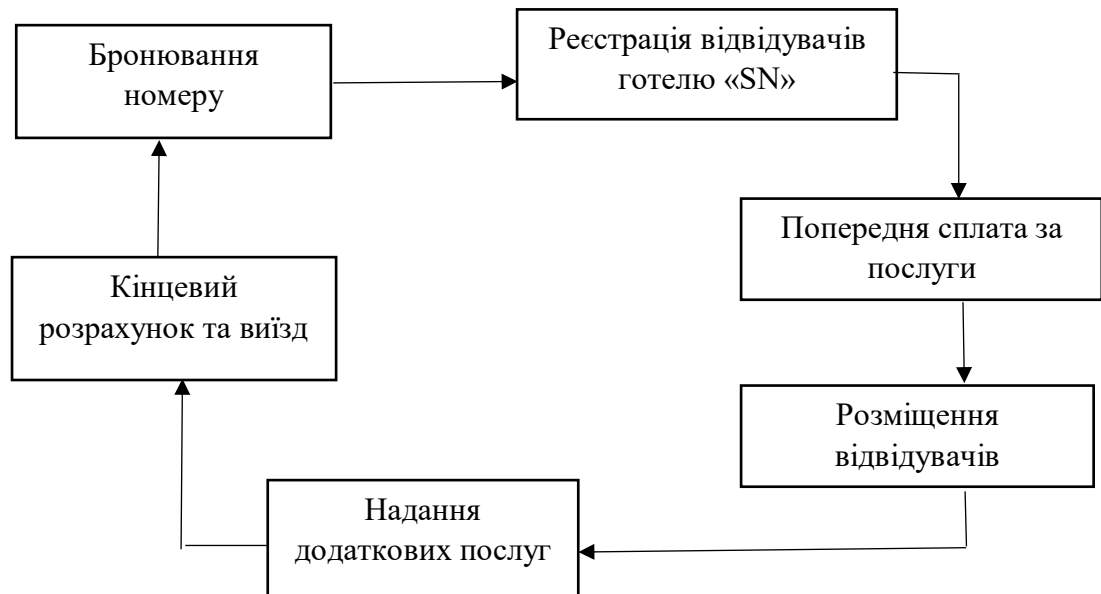 Бронювання
номеру
Реєстрація відвідувачів
готелю «SN»
Попередня сплата за
послуги
Кінцевий
розрахунок та виїзд
Розміщення
відвідувачів
Надання
додаткових послуг